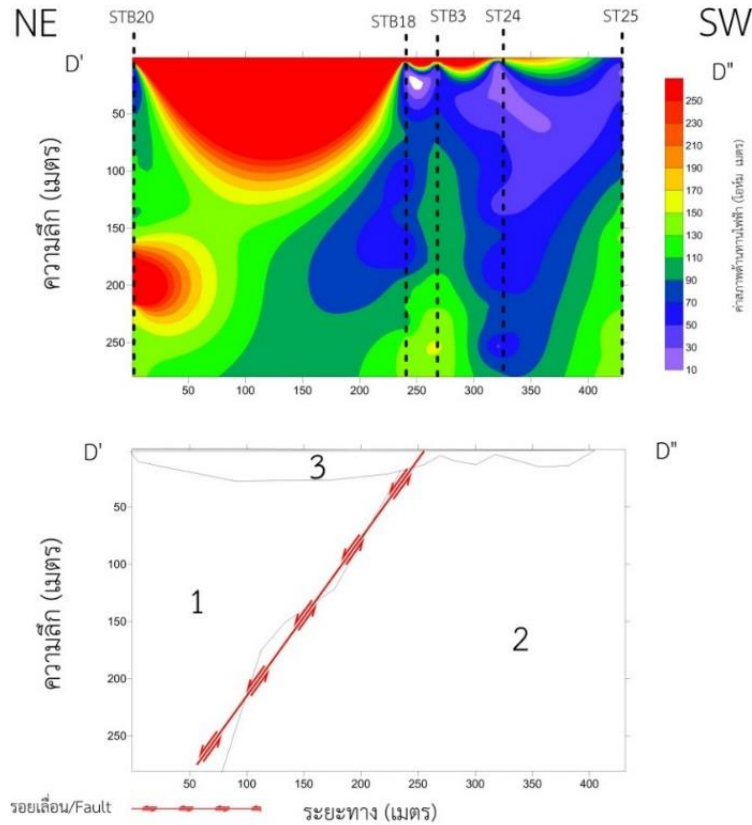 NE
SW
STB20
STB18
STB3
ST24
ST25
D'
D"
50
100
150
200
250
ความลึก (เมตร)
50
100
150
200
250
300
350
400
250
230
210
190
170
150
130
110
90
70
50
30
10
ค่าสภาพต้านทานไฟฟ้า (โอห์ม เมตร)
D'
D"
3
1
2
50
100
150
200
250
ความลึก (เมตร)
50
100
150
200
250
300
350
400
รอยเลื่อน/Fault
ระยะทาง (เมตร)